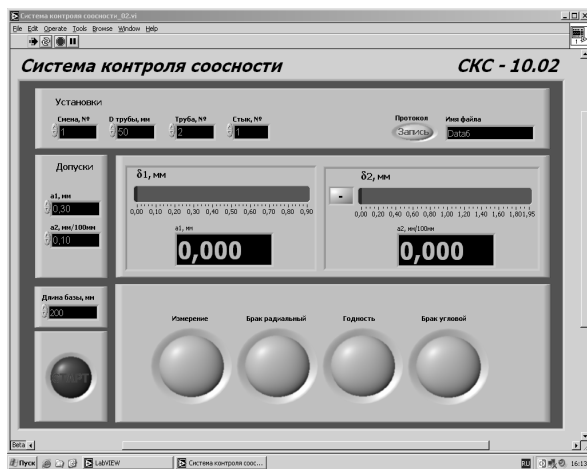 Система контроля соосности_02.vi
File Edit Operate Tools Browse Window Help
Система контроля соосности
СКС - 10.02
Установки
Смена, № D трубы, мм Труба, № Стык, № Протокол Имя файла
1 50 2 1 Запись Data6
Допуски
a1, мм
0,30
a2, мм/100мм
0,10
δ1, мм
0,00 0,10 0,20 0,30 0,40 0,50 0,60 0,70 0,80 0,90
a1, мм
0,000
δ2, мм
-
0,00 0,20 0,40 0,60 0,80 1,00 1,20 1,40 1,60 1,80 1,95
a2, мм/100мм
0,000
Длина базы, мм
200
СТАРТ
Измерение Брак радиальный Годность Брак угловой
Beta
Пуск LabVIEW Система контроля соос... RU 16:13